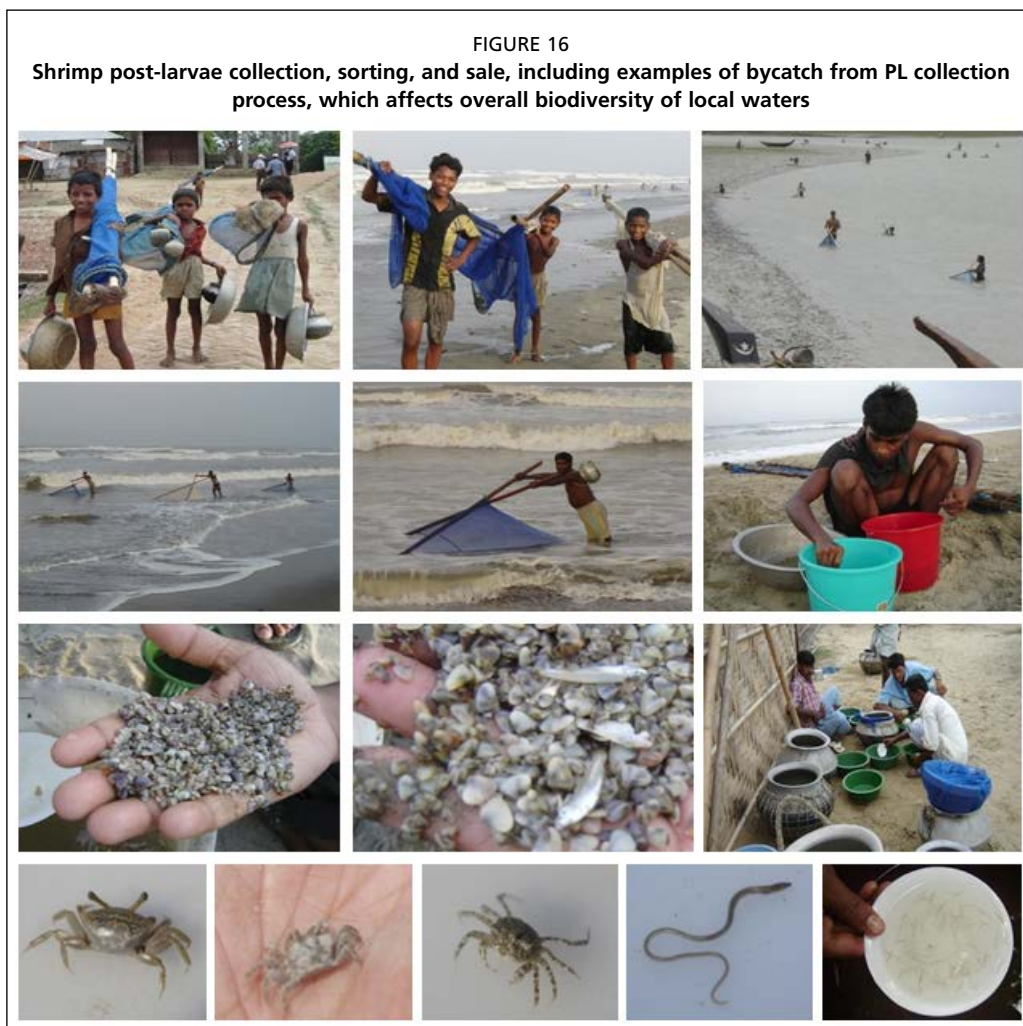 FIGURE 16
Shrimp post-larvae collection, sorting, and sale, including examples of bycatch from PL collection
process, which affects overall biodiversity of local waters